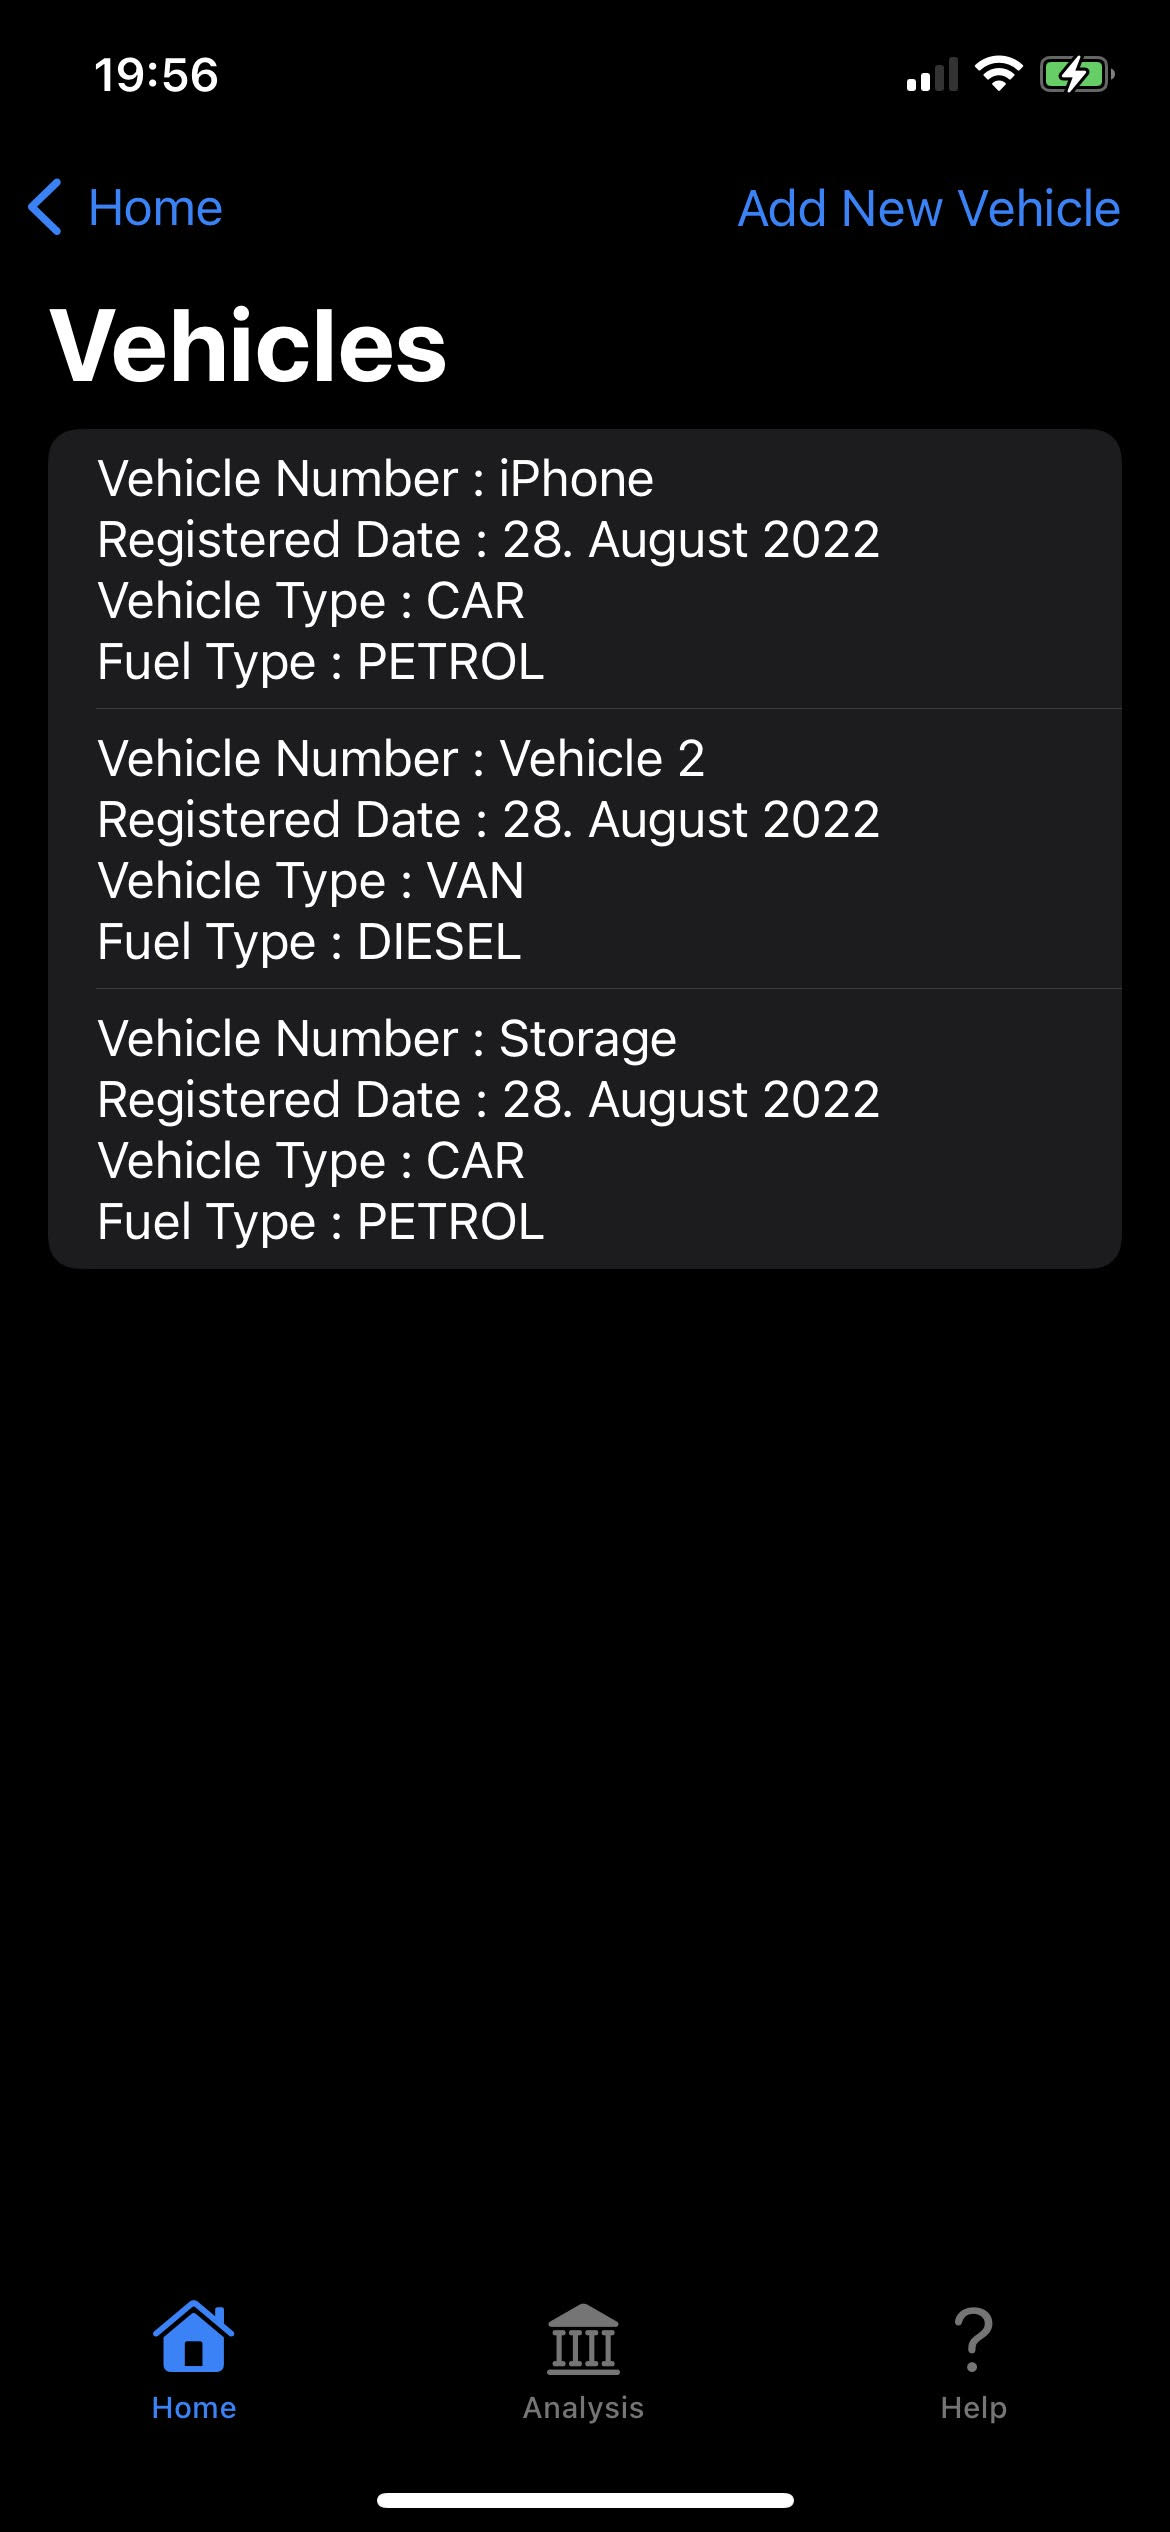 19:56
Home
Add New Vehicle
Vehicles
Vehicle Number : iPhone
Registered Date : 28. August 2022
Vehicle Type : CAR
Fuel Type : PETROL
Vehicle Number : Vehicle 2
Registered Date : 28. August 2022
Vehicle Type : VAN
Fuel Type : DIESEL
Vehicle Number : Storage
Registered Date : 28. August 2022
Vehicle Type : CAR
Fuel Type : PETROL
Home
Analysis
Help